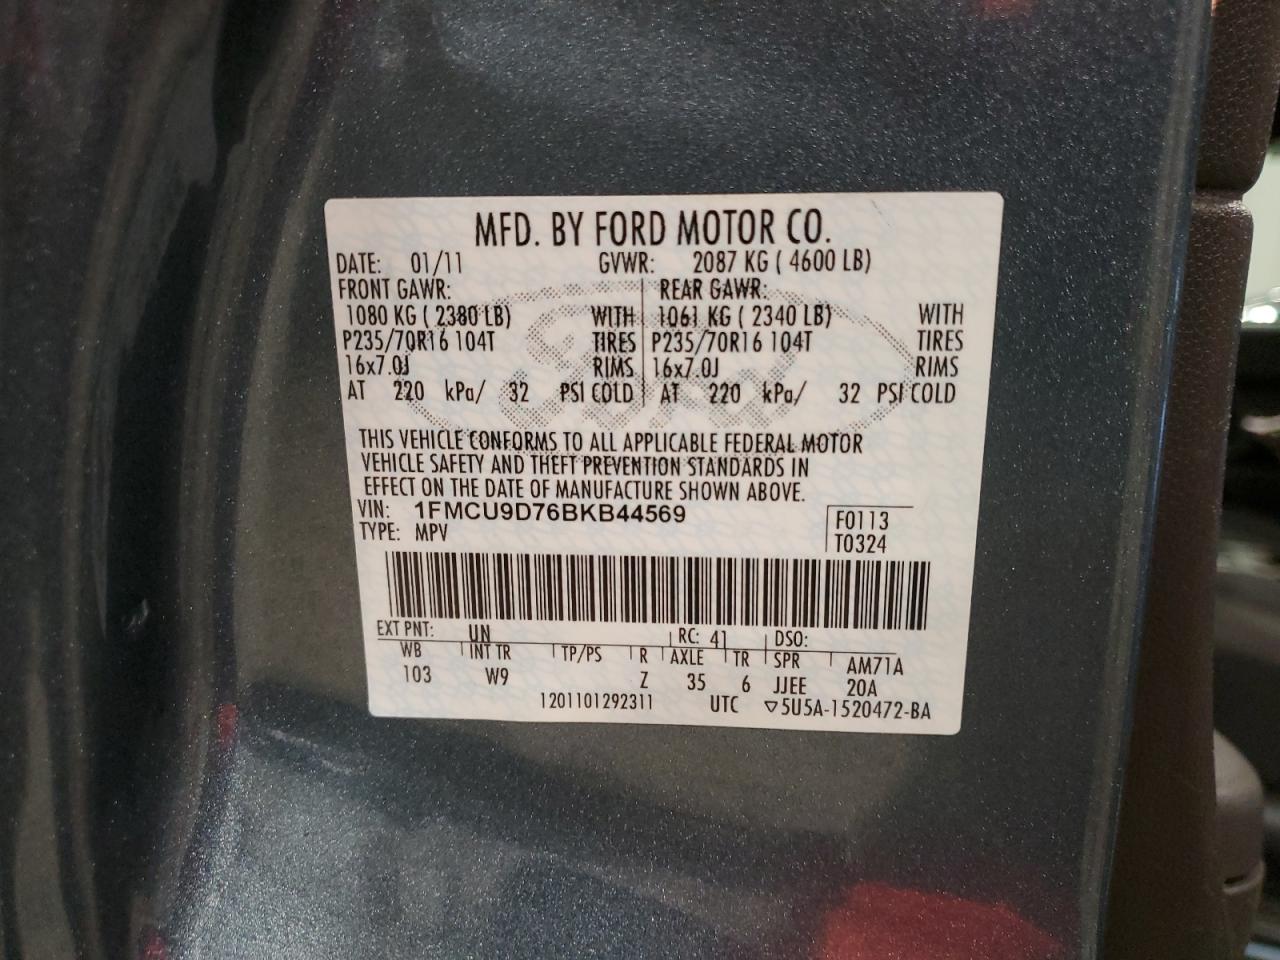 MFD. BY FORD MOTOR CO.
DATE: 01/11 GVWR: 2087 KG ( 4600 LB)
FRONT GAWR: REAR GAWR:
1080 KG ( 2380 LB) WITH 1061 KG ( 2340 LB) WITH
P235/70R16 104T TIRES P235/70R16 104T TIRES
16x7.0J RIMS 16x7.0J RIMS
AT 220 kPa/ 32 PSI COLD AT 220 kPa/ 32 PSI COLD
THIS VEHICLE CONFORMS TO ALL APPLICABLE FEDERAL MOTOR
VEHICLE SAFETY AND THEFT PREVENTION STANDARDS IN
EFFECT ON THE DATE OF MANUFACTURE SHOWN ABOVE.
VIN: 1FMCU9D76BKB44569 F0113
TYPE: MPV T0324
EXT PNT: UN RC: 41 DSO:
WB INT TR TP/PS R AXLE TR SPR AM71A
103 W9 Z 35 6 JJEE 20A
1201101292311 UTC ▽5U5A-1520472-BA